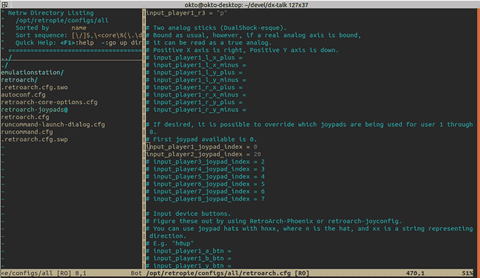 okto@okto-desktop: ~/devel/dx-talk 127x37
" Netrw Directory Listing
"   /opt/retropie/configs/all
"   Sorted by      name
"   Sort sequence: [\/]$,\<core\%(\.\d
"   Quick Help: <F1>:help  -:go up dir
" ===================================
../
./
emulationstation/
retroarch/
.retroarch.cfg.swo
autoconf.cfg
retroarch-core-options.cfg
retroarch-joypads@
retroarch.cfg
runcommand-launch-dialog.cfg
runcommand.cfg
.retroarch.cfg.swp
~
<e/configs/all [RO] 8,1 Bot
input_player1_r3 = "p"
# Two analog sticks (DualShock-esque).
# Bound as usual, however, if a real analog axis is bound,
# it can be read as a true analog.
# Positive X axis is right, Positive Y axis is down.
# input_player1_l_x_plus =
# input_player1_l_x_minus =
# input_player1_l_y_plus =
# input_player1_l_y_minus =
# input_player1_r_x_plus =
# input_player1_r_x_minus =
# input_player1_r_y_plus =
# input_player1_r_y_minus =
# If desired, it is possible to override which joypads are being used for user 1 through
8.
# First joypad available is 0.
input_player1_joypad_index = 0
input_player2_joypad_index = 20
# input_player3_joypad_index = 2
# input_player4_joypad_index = 3
# input_player5_joypad_index = 4
# input_player6_joypad_index = 5
# input_player7_joypad_index = 6
# input_player8_joypad_index = 7
# Input device buttons.
# Figure these out by using RetroArch-Phoenix or retroarch-joyconfig.
# You can use joypad hats with hnxx, where n is the hat, and xx is a string representing
direction.
# E.g. "h0up"
# input_player1_a_btn =
# input_player1_b_btn =
/opt/retropie/configs/all/retroarch.cfg [RO] 470,1 51%